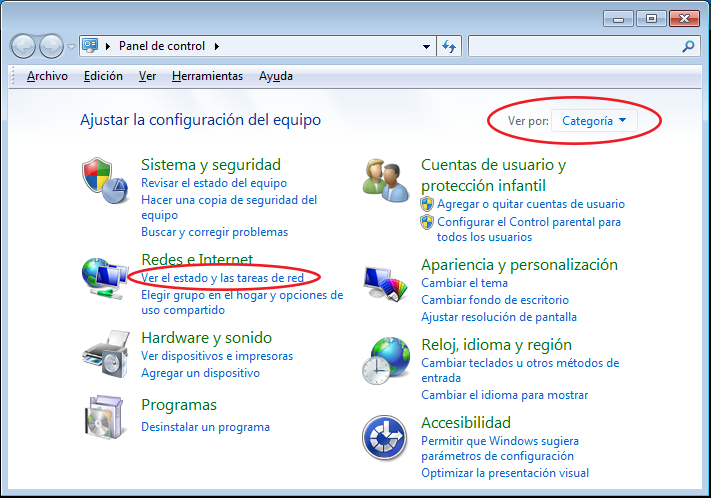 Panel de control
Archivo Edición Ver Herramientas Ayuda
Ajustar la configuración del equipo
Ver por: Categoría
Sistema y seguridad
Revisar el estado del equipo
Hacer una copia de seguridad del
equipo
Buscar y corregir problemas
Redes e Internet
Ver el estado y las tareas de red
Elegir grupo en el hogar y opciones de
uso compartido
Hardware y sonido
Ver dispositivos e impresoras
Agregar un dispositivo
Programas
Desinstalar un programa
Cuentas de usuario y
protección infantil
Agregar o quitar cuentas de usuario
Configurar el Control parental para
todos los usuarios
Apariencia y personalización
Cambiar el tema
Cambiar fondo de escritorio
Ajustar resolución de pantalla
Reloj, idioma y región
Cambiar teclados u otros métodos de
entrada
Cambiar el idioma para mostrar
Accesibilidad
Permitir que Windows sugiera
parámetros de configuración
Optimizar la presentación visual